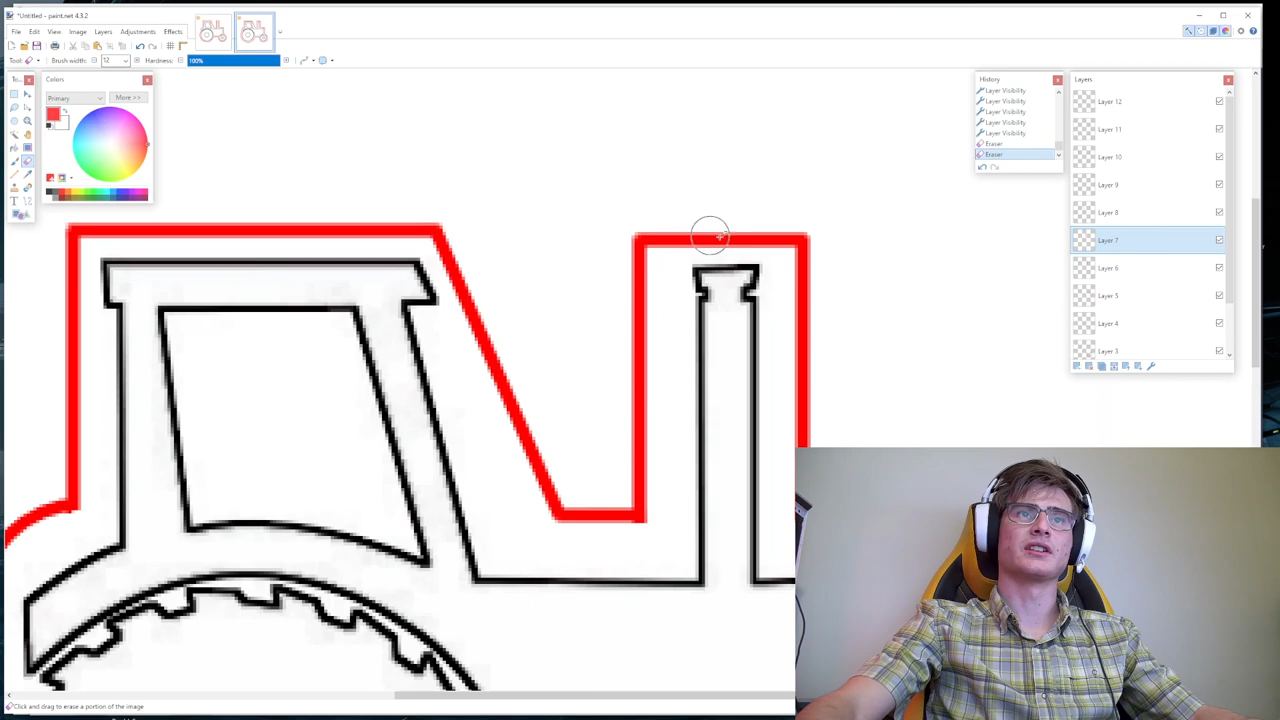 *Untitled - paint.net 4.3.2
File Edit View Image Layers Adjustments Effects
Tool: Brush width: 12 Hardness: 100%
To...
Colors
Primary
More >>
History
Layer Visibility
Layer Visibility
Layer Visibility
Layer Visibility
Layer Visibility
Eraser
Eraser
Layers
Layer 12
Layer 11
Layer 10
Layer 9
Layer 8
Layer 7
Layer 6
Layer 5
Layer 4
Layer 3
Click and drag to erase a portion of the image